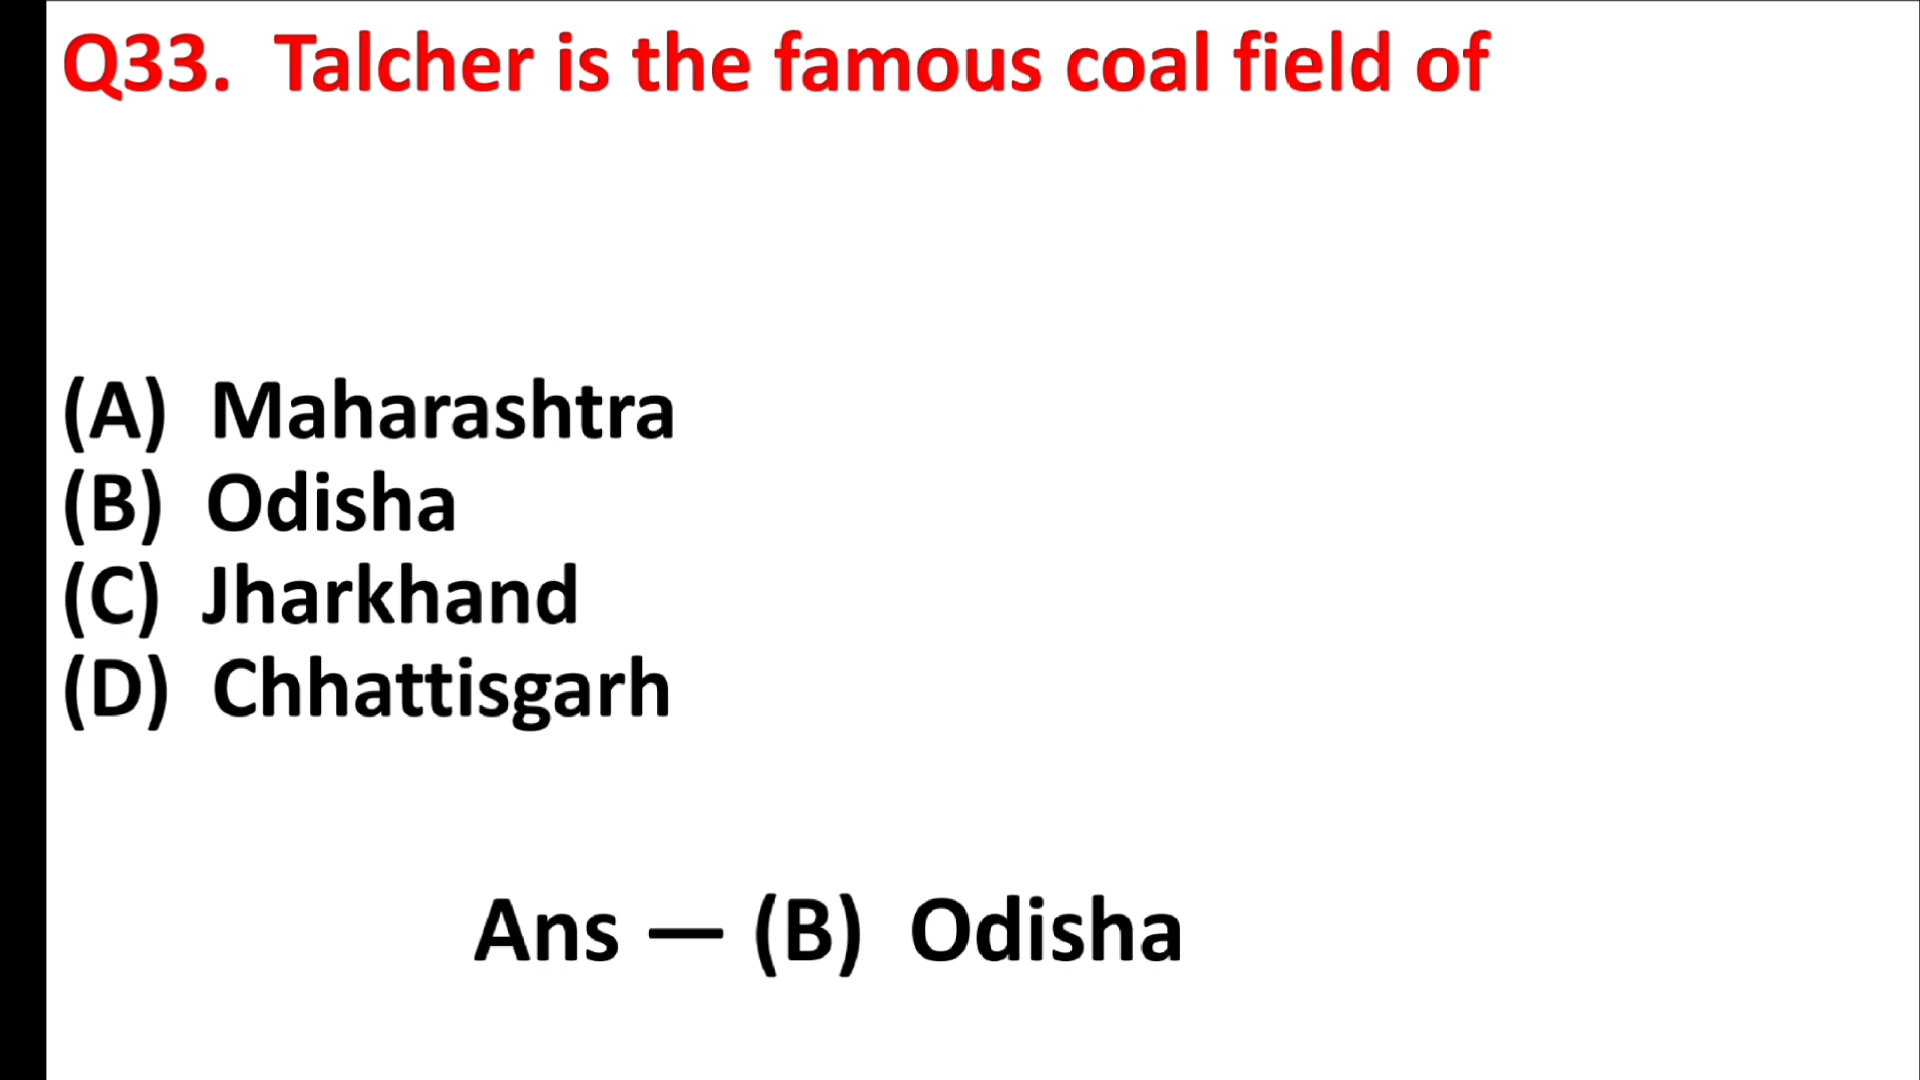 Q33. Talcher is the famous coal field of
(A) Maharashtra
(B) Odisha
(C) Jharkhand
(D) Chhattisgarh
Ans — (B) Odisha